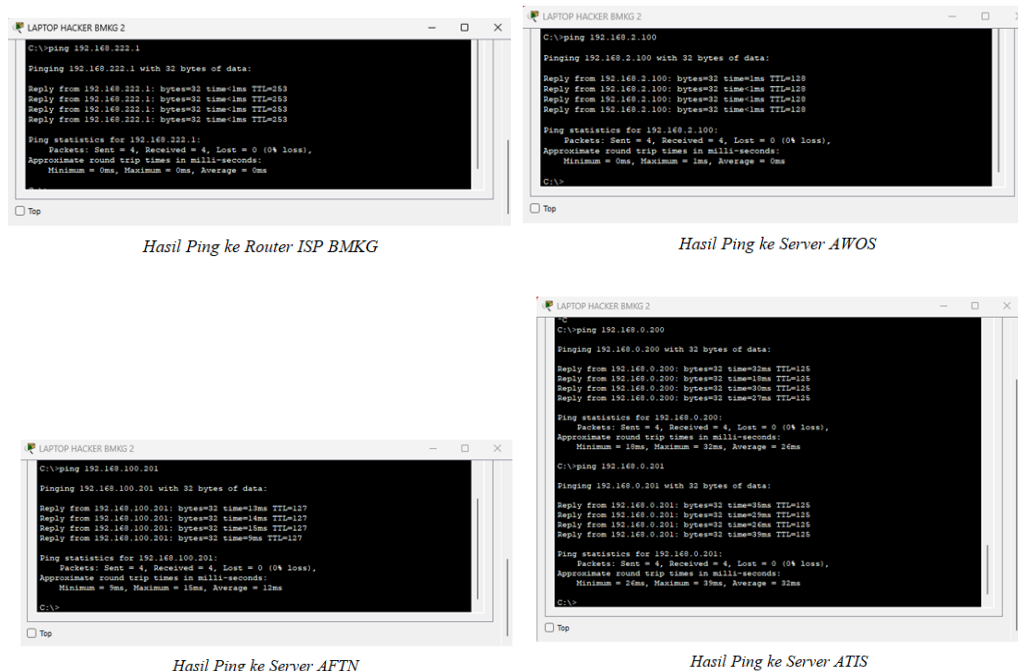 LAPTOP HACKER BMKG 2
C:\>ping 192.168.222.1
Pinging 192.168.222.1 with 32 bytes of data:
Reply from 192.168.222.1: bytes=32 time<1ms TTL=253
Reply from 192.168.222.1: bytes=32 time<1ms TTL=253
Reply from 192.168.222.1: bytes=32 time<1ms TTL=253
Reply from 192.168.222.1: bytes=32 time<1ms TTL=253
Ping statistics for 192.168.222.1:
Packets: Sent = 4, Received = 4, Lost = 0 (0% loss),
Approximate round trip times in milli-seconds:
Minimum = 0ms, Maximum = 0ms, Average = 0ms
Top
Hasil Ping ke Router ISP BMKG
LAPTOP HACKER BMKG 2
C:\>ping 192.168.2.100
Pinging 192.168.2.100 with 32 bytes of data:
Reply from 192.168.2.100: bytes=32 time=1ms TTL=128
Reply from 192.168.2.100: bytes=32 time<1ms TTL=128
Reply from 192.168.2.100: bytes=32 time<1ms TTL=128
Reply from 192.168.2.100: bytes=32 time<1ms TTL=128
Ping statistics for 192.168.2.100:
Packets: Sent = 4, Received = 4, Lost = 0 (0% loss),
Approximate round trip times in milli-seconds:
Minimum = 0ms, Maximum = 1ms, Average = 0ms
C:\>
Top
Hasil Ping ke Server AWOS
LAPTOP HACKER BMKG 2
C:\>ping 192.168.100.201
Pinging 192.168.100.201 with 32 bytes of data:
Reply from 192.168.100.201: bytes=32 time=13ms TTL=127
Reply from 192.168.100.201: bytes=32 time=14ms TTL=127
Reply from 192.168.100.201: bytes=32 time=15ms TTL=127
Reply from 192.168.100.201: bytes=32 time=9ms TTL=127
Ping statistics for 192.168.100.201:
Packets: Sent = 4, Received = 4, Lost = 0 (0% loss),
Approximate round trip times in milli-seconds:
Minimum = 9ms, Maximum = 15ms, Average = 12ms
C:\>
Top
Hasil Ping ke Server AFTN
LAPTOP HACKER BMKG 2
^C
C:\>ping 192.168.0.200
Pinging 192.168.0.200 with 32 bytes of data:
Reply from 192.168.0.200: bytes=32 time=32ms TTL=125
Reply from 192.168.0.200: bytes=32 time=18ms TTL=125
Reply from 192.168.0.200: bytes=32 time=30ms TTL=125
Reply from 192.168.0.200: bytes=32 time=27ms TTL=125
Ping statistics for 192.168.0.200:
Packets: Sent = 4, Received = 4, Lost = 0 (0% loss),
Approximate round trip times in milli-seconds:
Minimum = 18ms, Maximum = 32ms, Average = 26ms
C:\>ping 192.168.0.201
Pinging 192.168.0.201 with 32 bytes of data:
Reply from 192.168.0.201: bytes=32 time=35ms TTL=125
Reply from 192.168.0.201: bytes=32 time=29ms TTL=125
Reply from 192.168.0.201: bytes=32 time=26ms TTL=125
Reply from 192.168.0.201: bytes=32 time=39ms TTL=125
Ping statistics for 192.168.0.201:
Packets: Sent = 4, Received = 4, Lost = 0 (0% loss),
Approximate round trip times in milli-seconds:
Minimum = 26ms, Maximum = 39ms, Average = 32ms
C:\>
Top
Hasil Ping ke Server ATIS